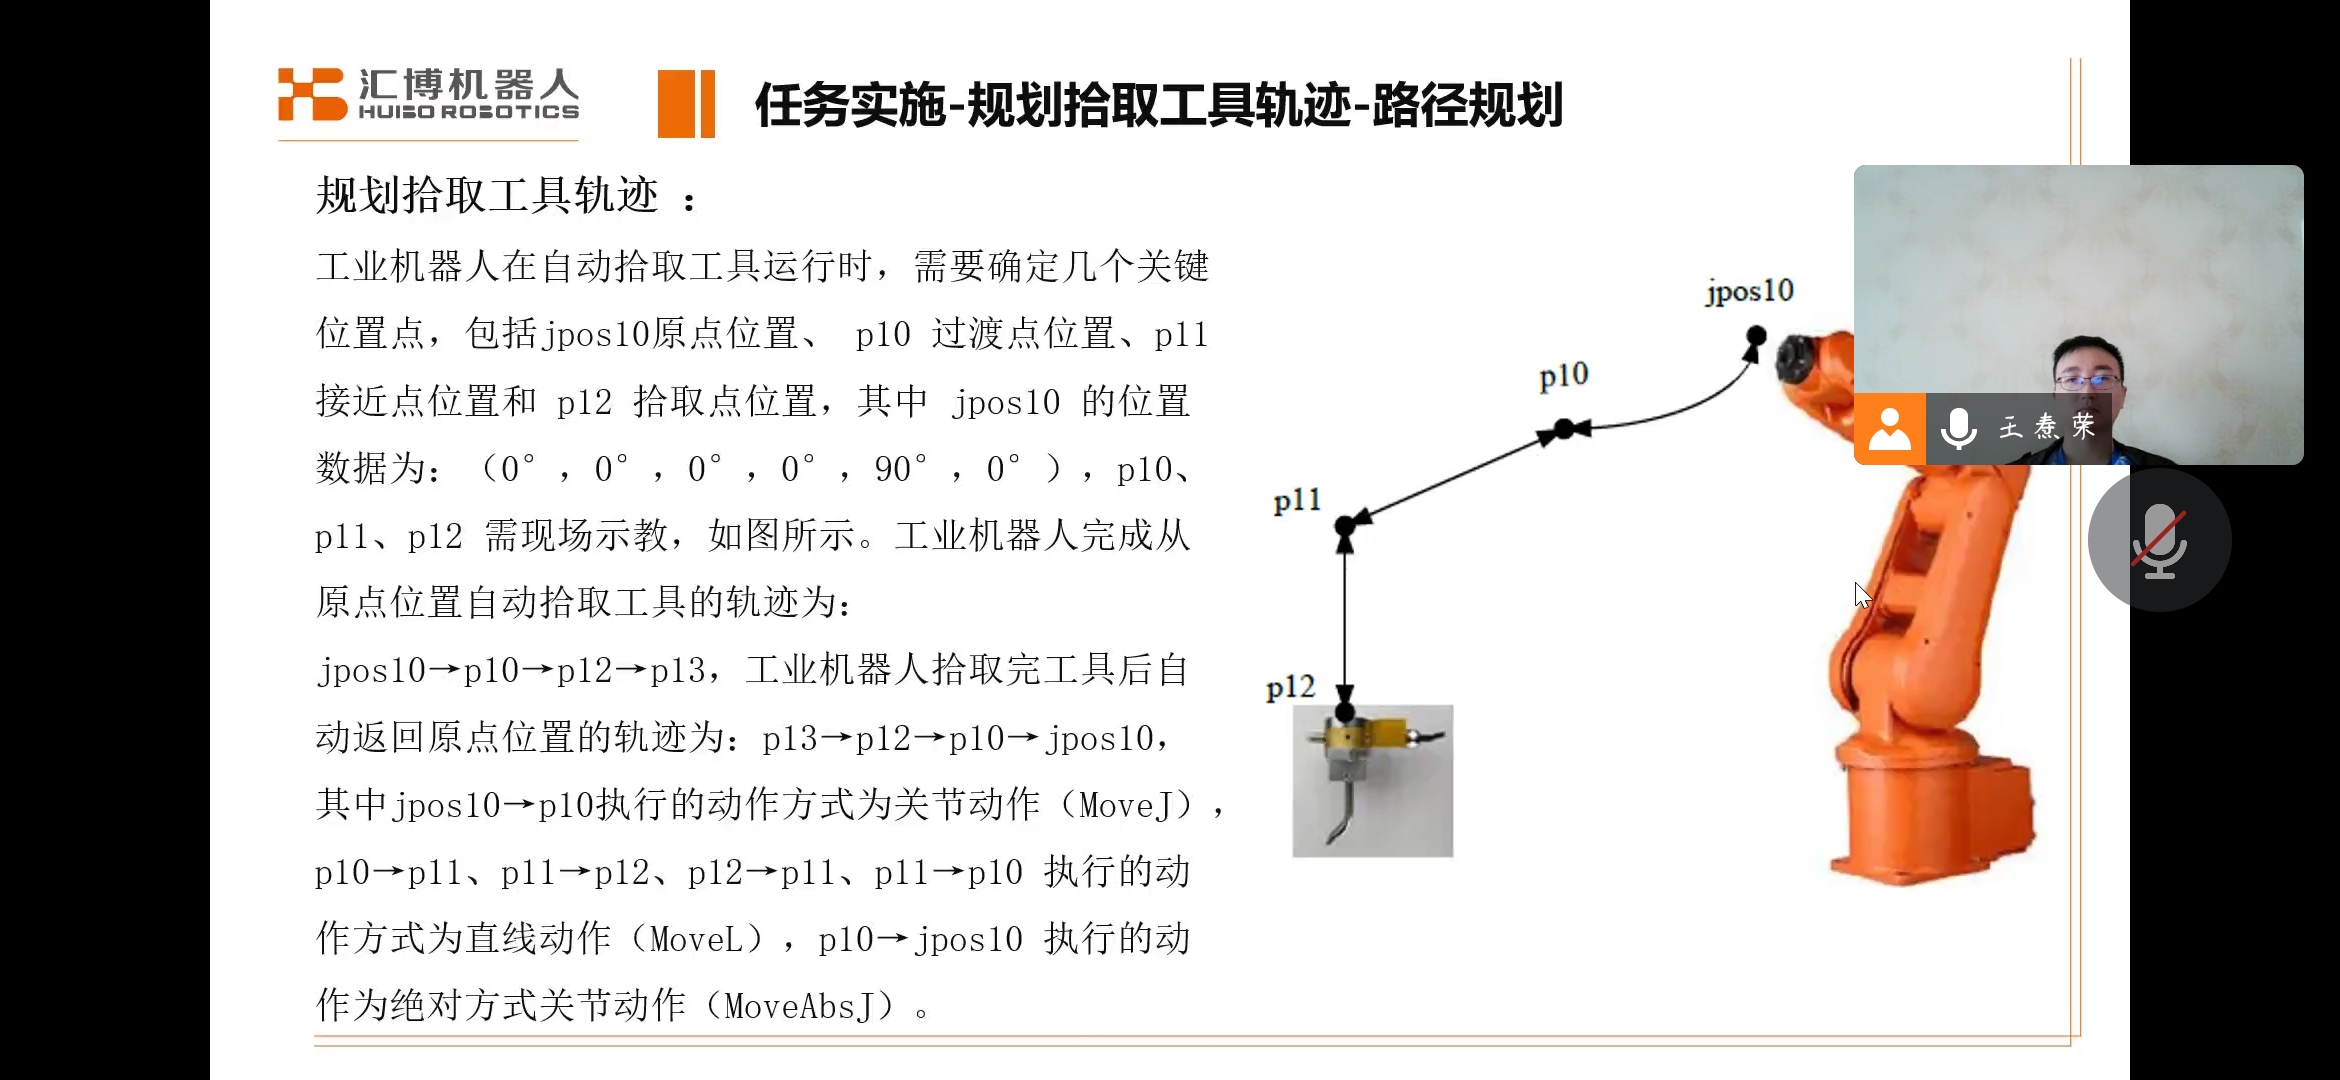 汇博机器人
HUIBO ROBOTICS
任务实施-规划拾取工具轨迹-路径规划
规划拾取工具轨迹 ：
工业机器人在自动拾取工具运行时，需要确定几个关键
位置点，包括jpos10原点位置、 p10 过渡点位置、p11
接近点位置和 p12 拾取点位置，其中 jpos10 的位置
数据为：（0°，0°，0°，0°，90°，0°），p10、
p11、p12 需现场示教，如图所示。工业机器人完成从
原点位置自动拾取工具的轨迹为：
jpos10→p10→p12→p13，工业机器人拾取完工具后自
动返回原点位置的轨迹为：p13→p12→p10→jpos10，
其中jpos10→p10执行的动作方式为关节动作（MoveJ），
p10→p11、p11→p12、p12→p11、p11→p10 执行的动
作方式为直线动作（MoveL），p10→jpos10 执行的动
作为绝对方式关节动作（MoveAbsJ）。
jpos10
p10
p11
p12
王焘荣